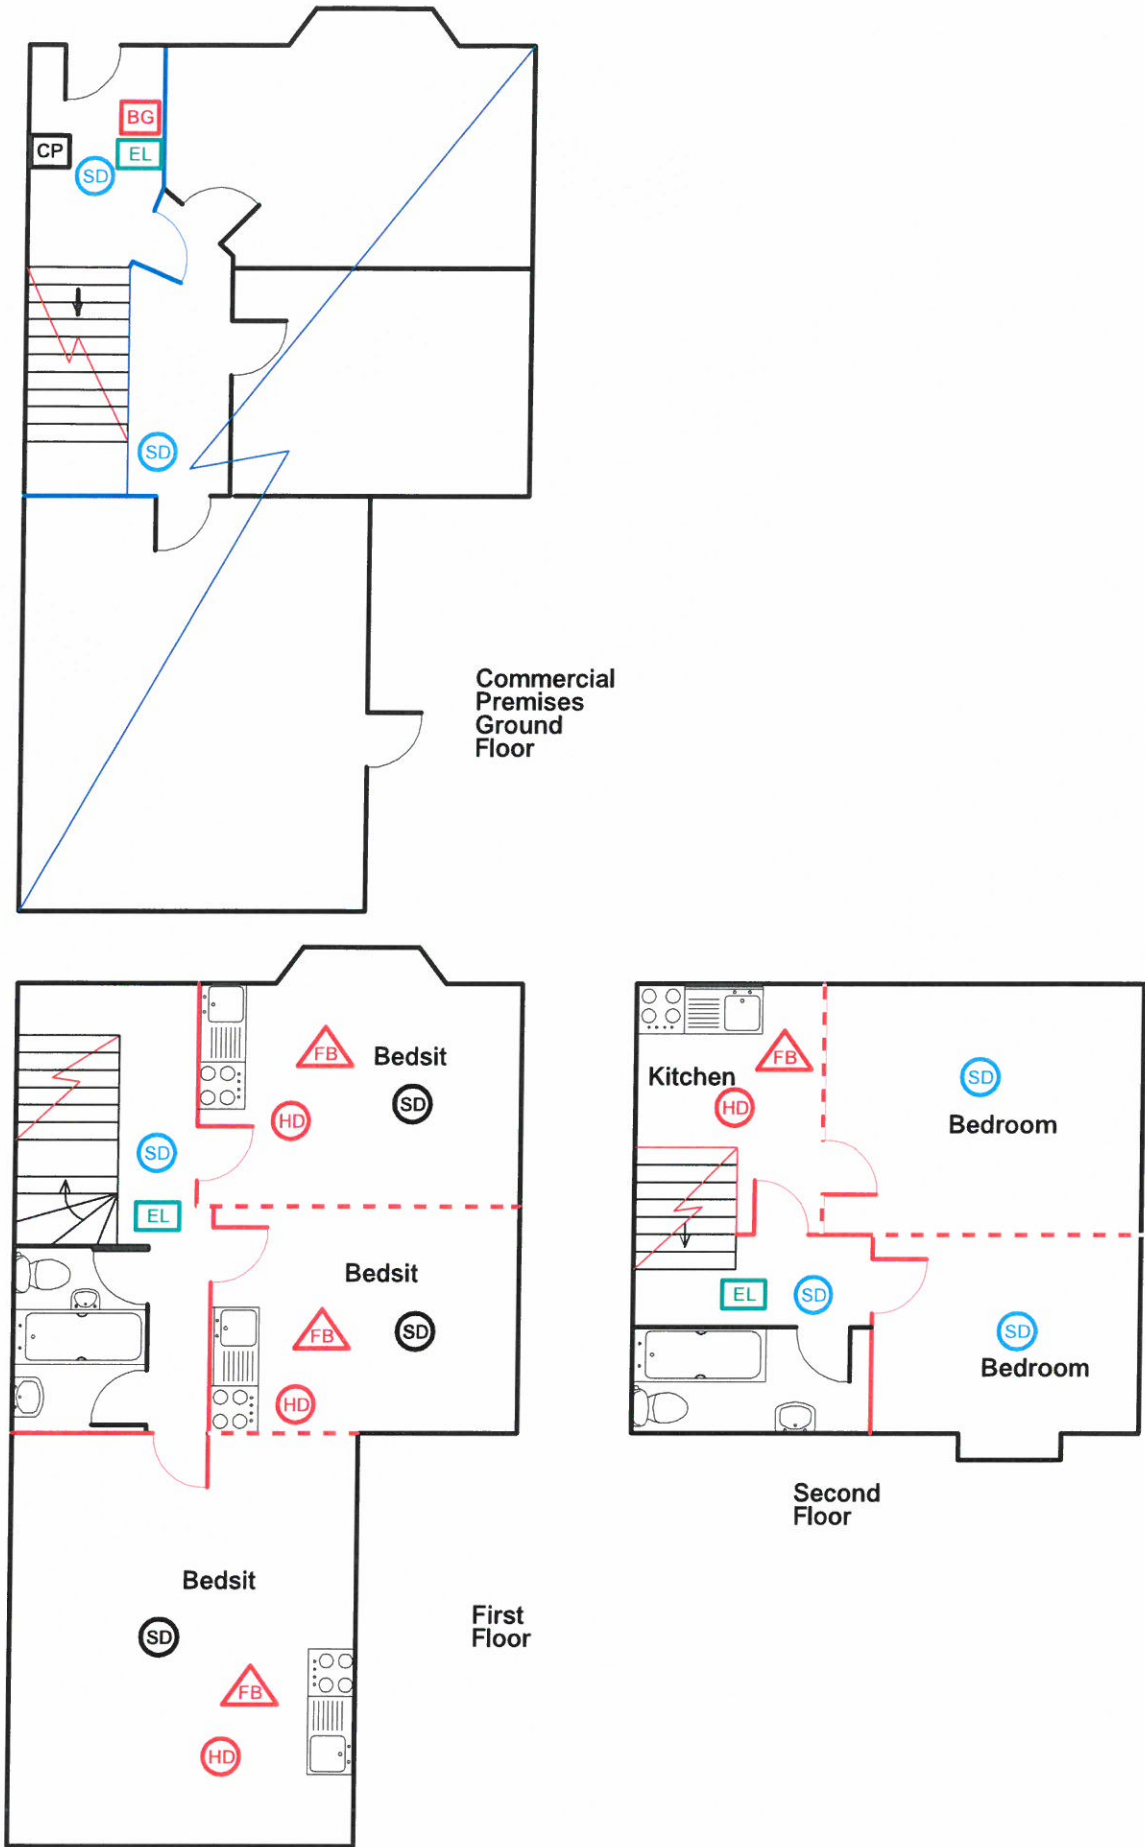 BG
CP
EL
SD
SD
Commercial
Premises
Ground
Floor
FB
Bedsit
SD
HD
SD
EL
Bedsit
FB
SD
HD
Bedsit
SD
FB
HD
First
Floor
FB
Kitchen
HD
SD
Bedroom
EL
SD
SD
Bedroom
Second
Floor